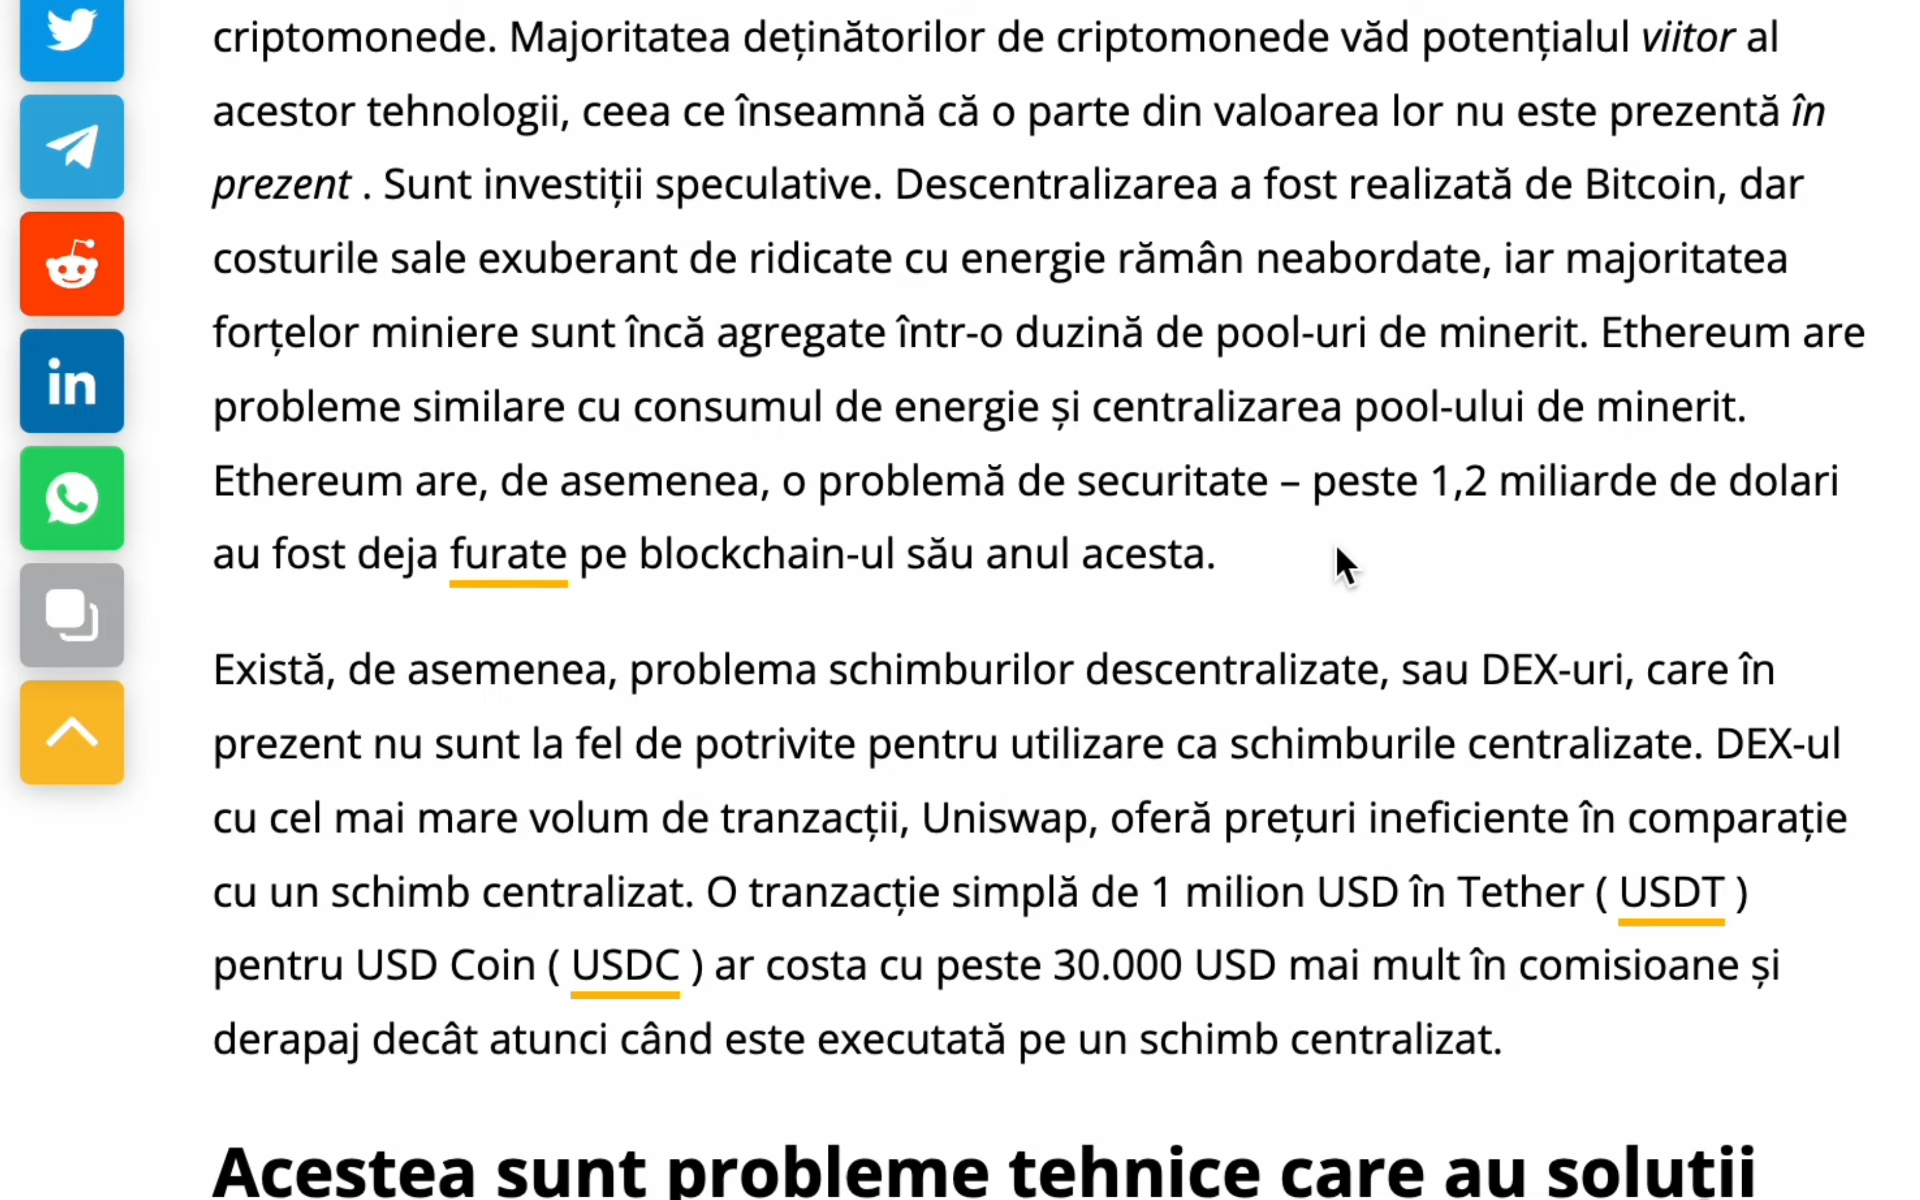 criptomonede. Majoritatea deținătorilor de criptomonede văd potențialul viitor al
acestor tehnologii, ceea ce înseamnă că o parte din valoarea lor nu este prezentă în
prezent . Sunt investiții speculative. Descentralizarea a fost realizată de Bitcoin, dar
costurile sale exuberant de ridicate cu energie rămân neabordate, iar majoritatea
forțelor miniere sunt încă agregate într-o duzină de pool-uri de minerit. Ethereum are
probleme similare cu consumul de energie și centralizarea pool-ului de minerit.
Ethereum are, de asemenea, o problemă de securitate – peste 1,2 miliarde de dolari
au fost deja furate pe blockchain-ul său anul acesta.
Există, de asemenea, problema schimburilor descentralizate, sau DEX-uri, care în
prezent nu sunt la fel de potrivite pentru utilizare ca schimburile centralizate. DEX-ul
cu cel mai mare volum de tranzacții, Uniswap, oferă prețuri ineficiente în comparație
cu un schimb centralizat. O tranzacție simplă de 1 milion USD în Tether ( USDT )
pentru USD Coin ( USDC ) ar costa cu peste 30.000 USD mai mult în comisioane și
derapaj decât atunci când este executată pe un schimb centralizat.
Acestea sunt probleme tehnice care au soluții
in